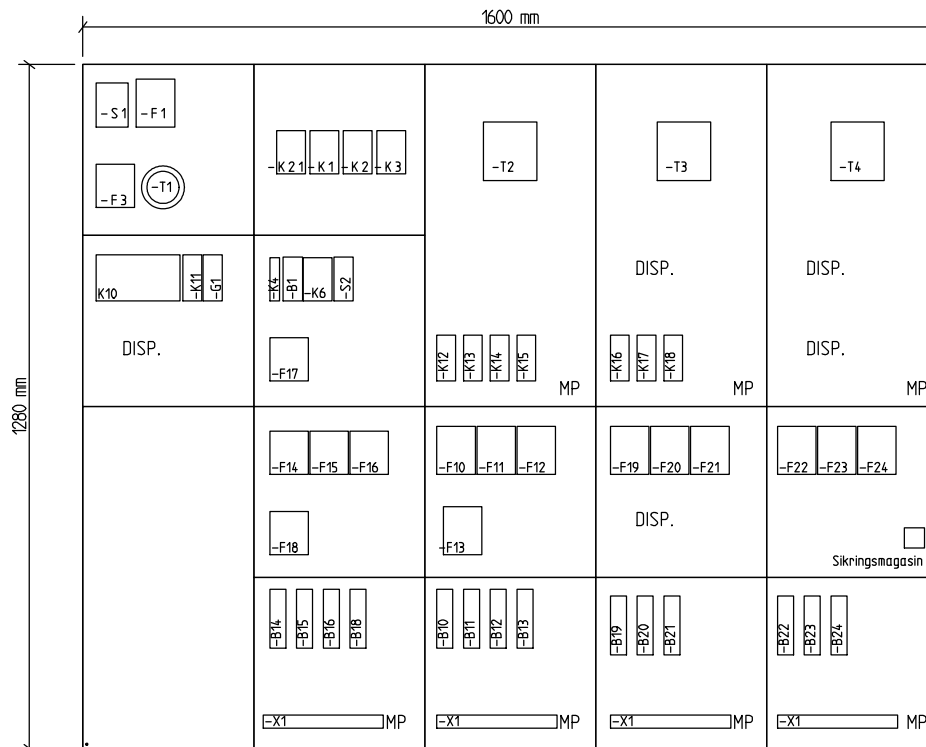 1600 mm
1280 mm
-S1 -F1
-F3 -T1
-K21 -K1 -K2 -K3
-T2
-T3
-T4
K10 -K11 -G1
DISP.
-K4 -B1 -K6 -S2
-F17
DISP.
DISP.
DISP.
-K12 -K13 -K14 -K15
MP
-K16 -K17 -K18
MP
MP
-F14 -F15 -F16
-F10 -F11 -F12
-F19 -F20 -F21
-F22 -F23 -F24
-F18
-F13
DISP.
Sikringsmagasin
-B14 -B15 -B16 -B18
-B10 -B11 -B12 -B13
-B19 -B20 -B21
-B22 -B23 -B24
-X1 MP
-X1 MP
-X1 MP
-X1 MP